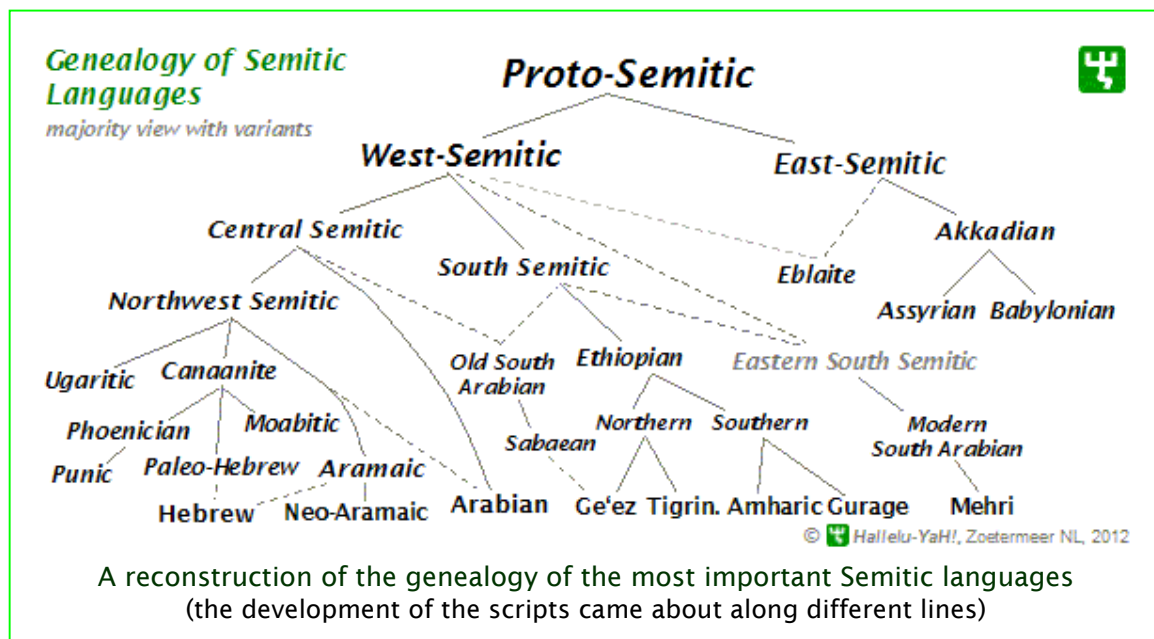 Genealogy of Semitic
Languages
majority view with variants
Proto-Semitic
West-Semitic
East-Semitic
Central Semitic
South Semitic
Akkadian
Eblaite
Northwest Semitic
Assyrian Babylonian
Ugaritic
Canaanite
Old South
Arabian
Ethiopian
Eastern South Semitic
Phoenician
Moabitic
Northern
Southern
Modern
South Arabian
Sabaean
Punic
Paleo-Hebrew
Aramaic
Hebrew
Neo-Aramaic
Arabian
Ge‘ez
Tigrin.
Amharic
Gurage
Mehri
© Hallelu-YaH!, Zoetermeer NL, 2012
A reconstruction of the genealogy of the most important Semitic languages
(the development of the scripts came about along different lines)